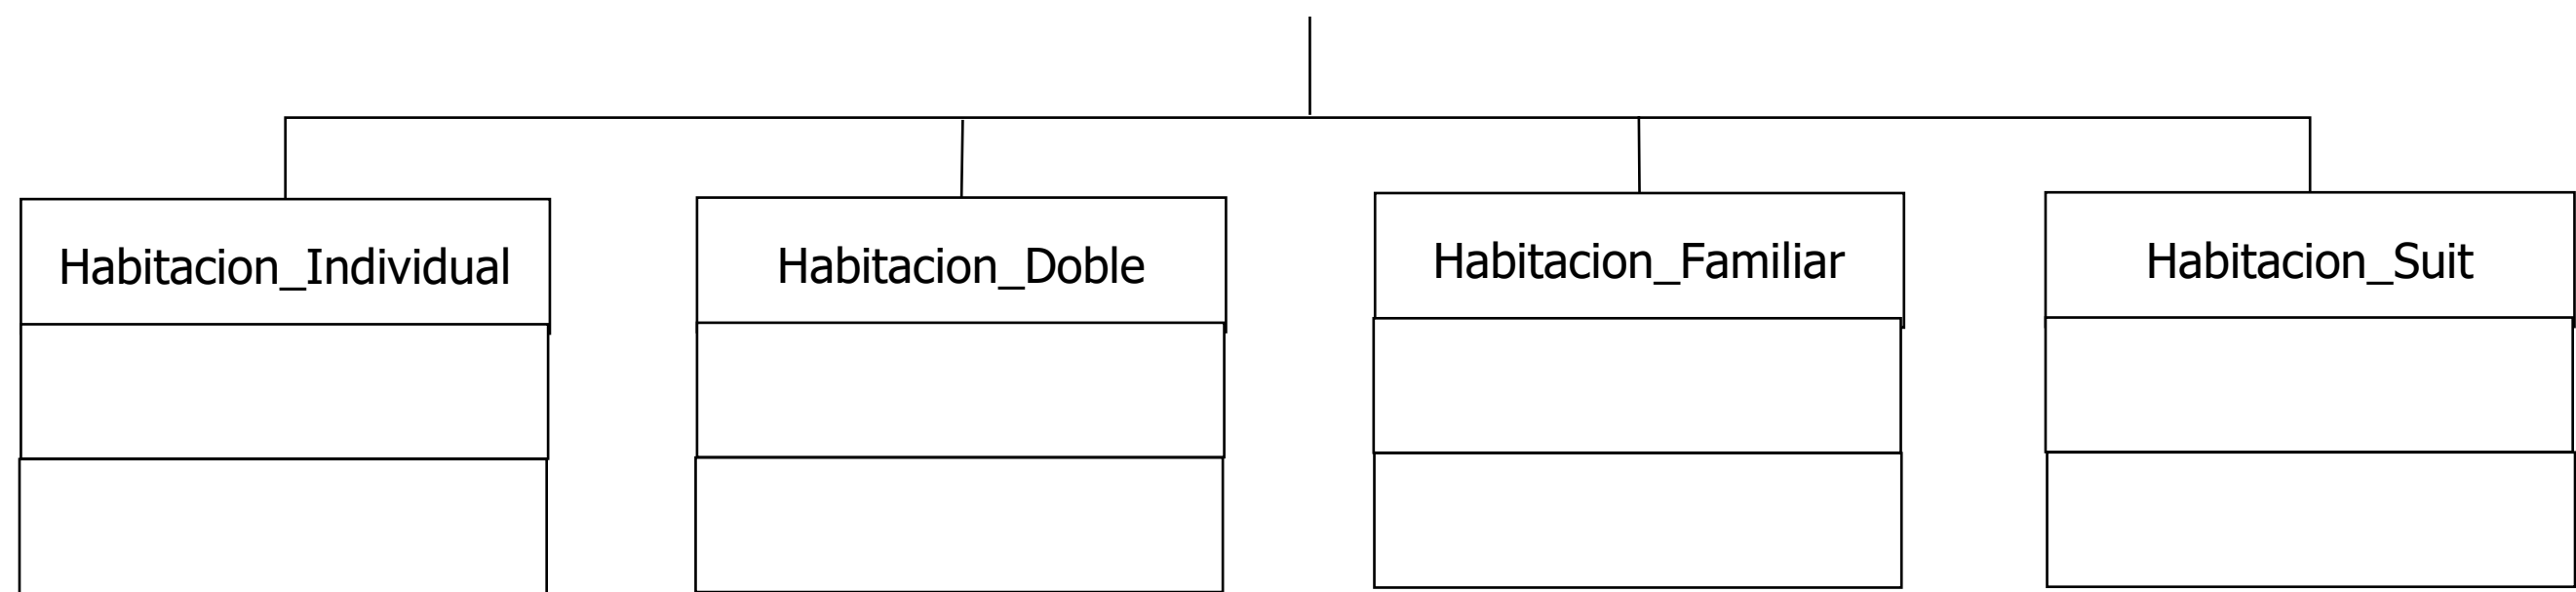 Habitacion_Individual
Habitacion_Doble
Habitacion_Familiar
Habitacion_Suit